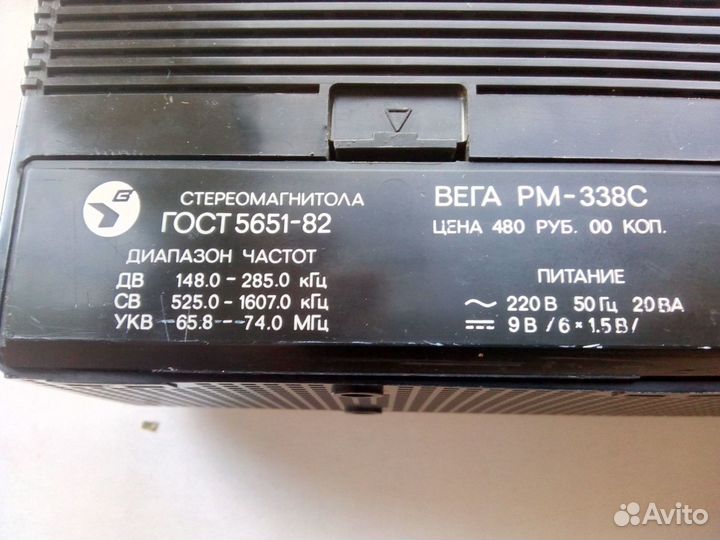 СТЕРЕОМАГНИТОЛА
ГОСТ 5651-82
ДИАПАЗОН ЧАСТОТ
ДВ 148.0 - 285.0 кГц
СВ 525.0 - 1607.0 кГц
УКВ 65.8 - 74.0 МГц
ВЕГА РМ-338С
ЦЕНА 480 РУБ. 00 КОП.
ПИТАНИЕ
~ 220 В 50 Гц 20 ВА
9 В /6 × 1.5 В/
Avito